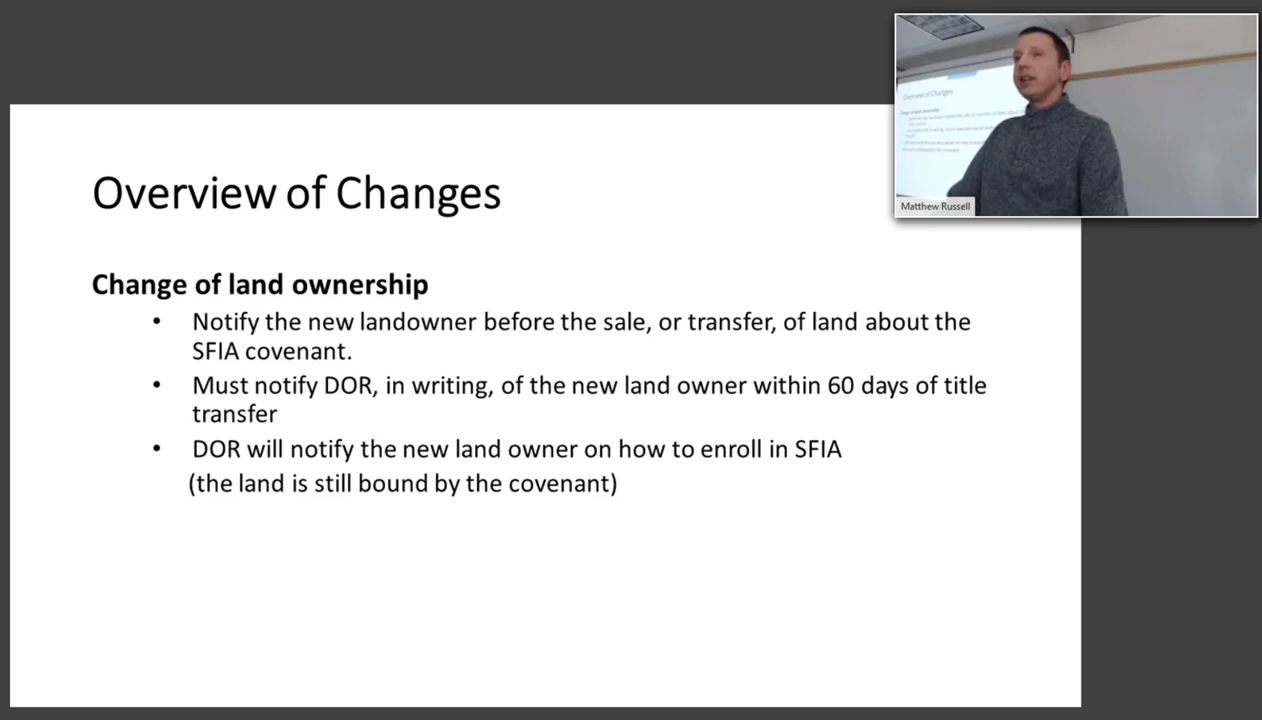 Overview of Changes
Change of land ownership
• Notify the new landowner before the sale, or transfer, of land about the
SFIA covenant.
• Must notify DOR, in writing, of the new land owner within 60 days of title
transfer
• DOR will notify the new land owner on how to enroll in SFIA
(the land is still bound by the covenant)
Overview of Changes
Matthew Russell